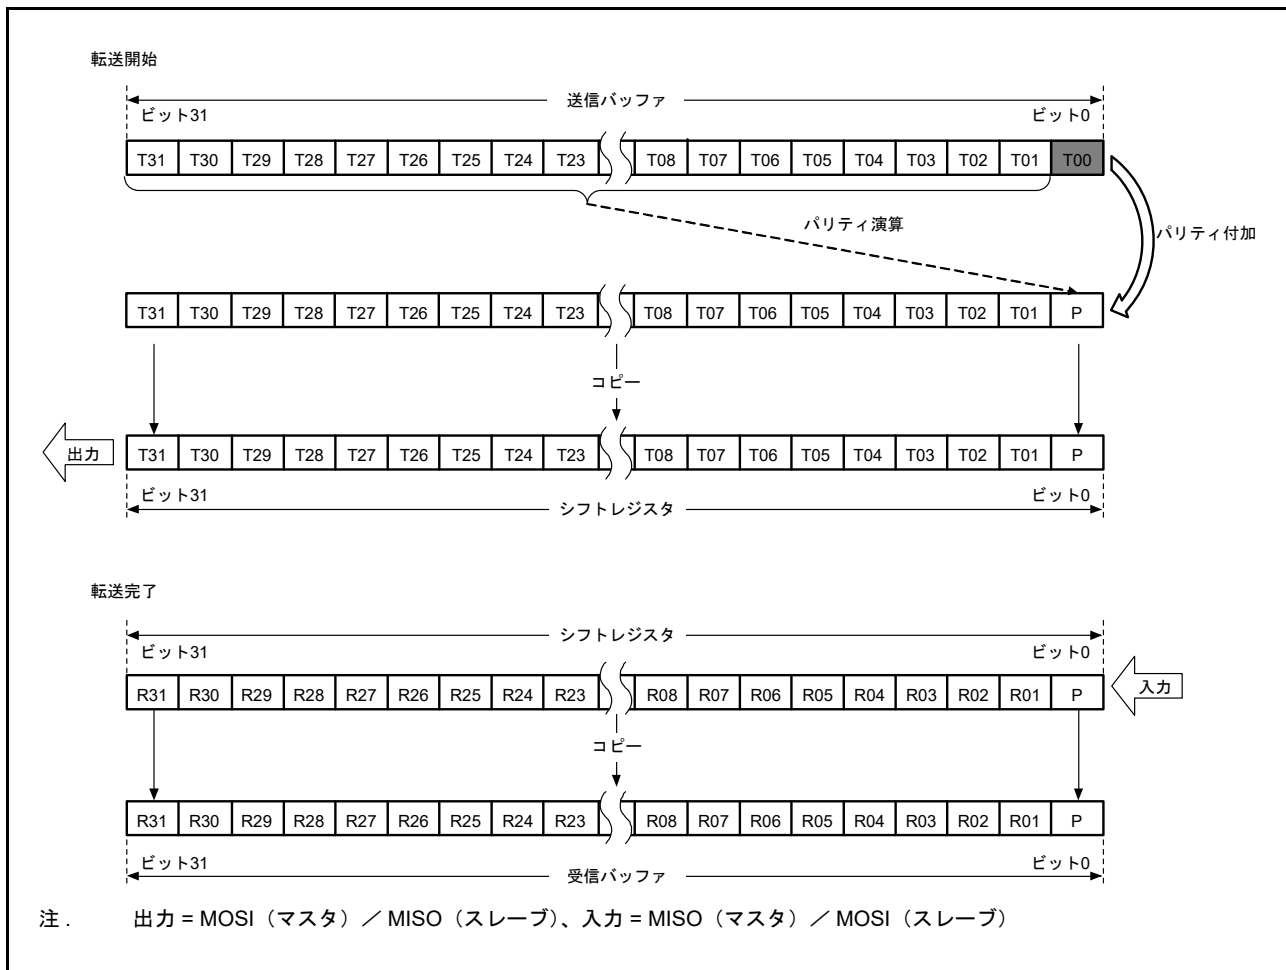 転送開始
送信バッファ
ビット31 ビット0
T31 T30 T29 T28 T27 T26 T25 T24 T23 T08 T07 T06 T05 T04 T03 T02 T01 T00
パリティ演算
パリティ付加
T31 T30 T29 T28 T27 T26 T25 T24 T23 T08 T07 T06 T05 T04 T03 T02 T01 P
コピー
出力
T31 T30 T29 T28 T27 T26 T25 T24 T23 T08 T07 T06 T05 T04 T03 T02 T01 P
ビット31 ビット0
シフトレジスタ
転送完了
シフトレジスタ
ビット31 ビット0
R31 R30 R29 R28 R27 R26 R25 R24 R23 R08 R07 R06 R05 R04 R03 R02 R01 P
入力
コピー
R31 R30 R29 R28 R27 R26 R25 R24 R23 R08 R07 R06 R05 R04 R03 R02 R01 P
ビット31 ビット0
受信バッファ
注． 出力 = MOSI（マスタ）／ MISO（スレーブ）、入力 = MISO（マスタ）／ MOSI（スレーブ）